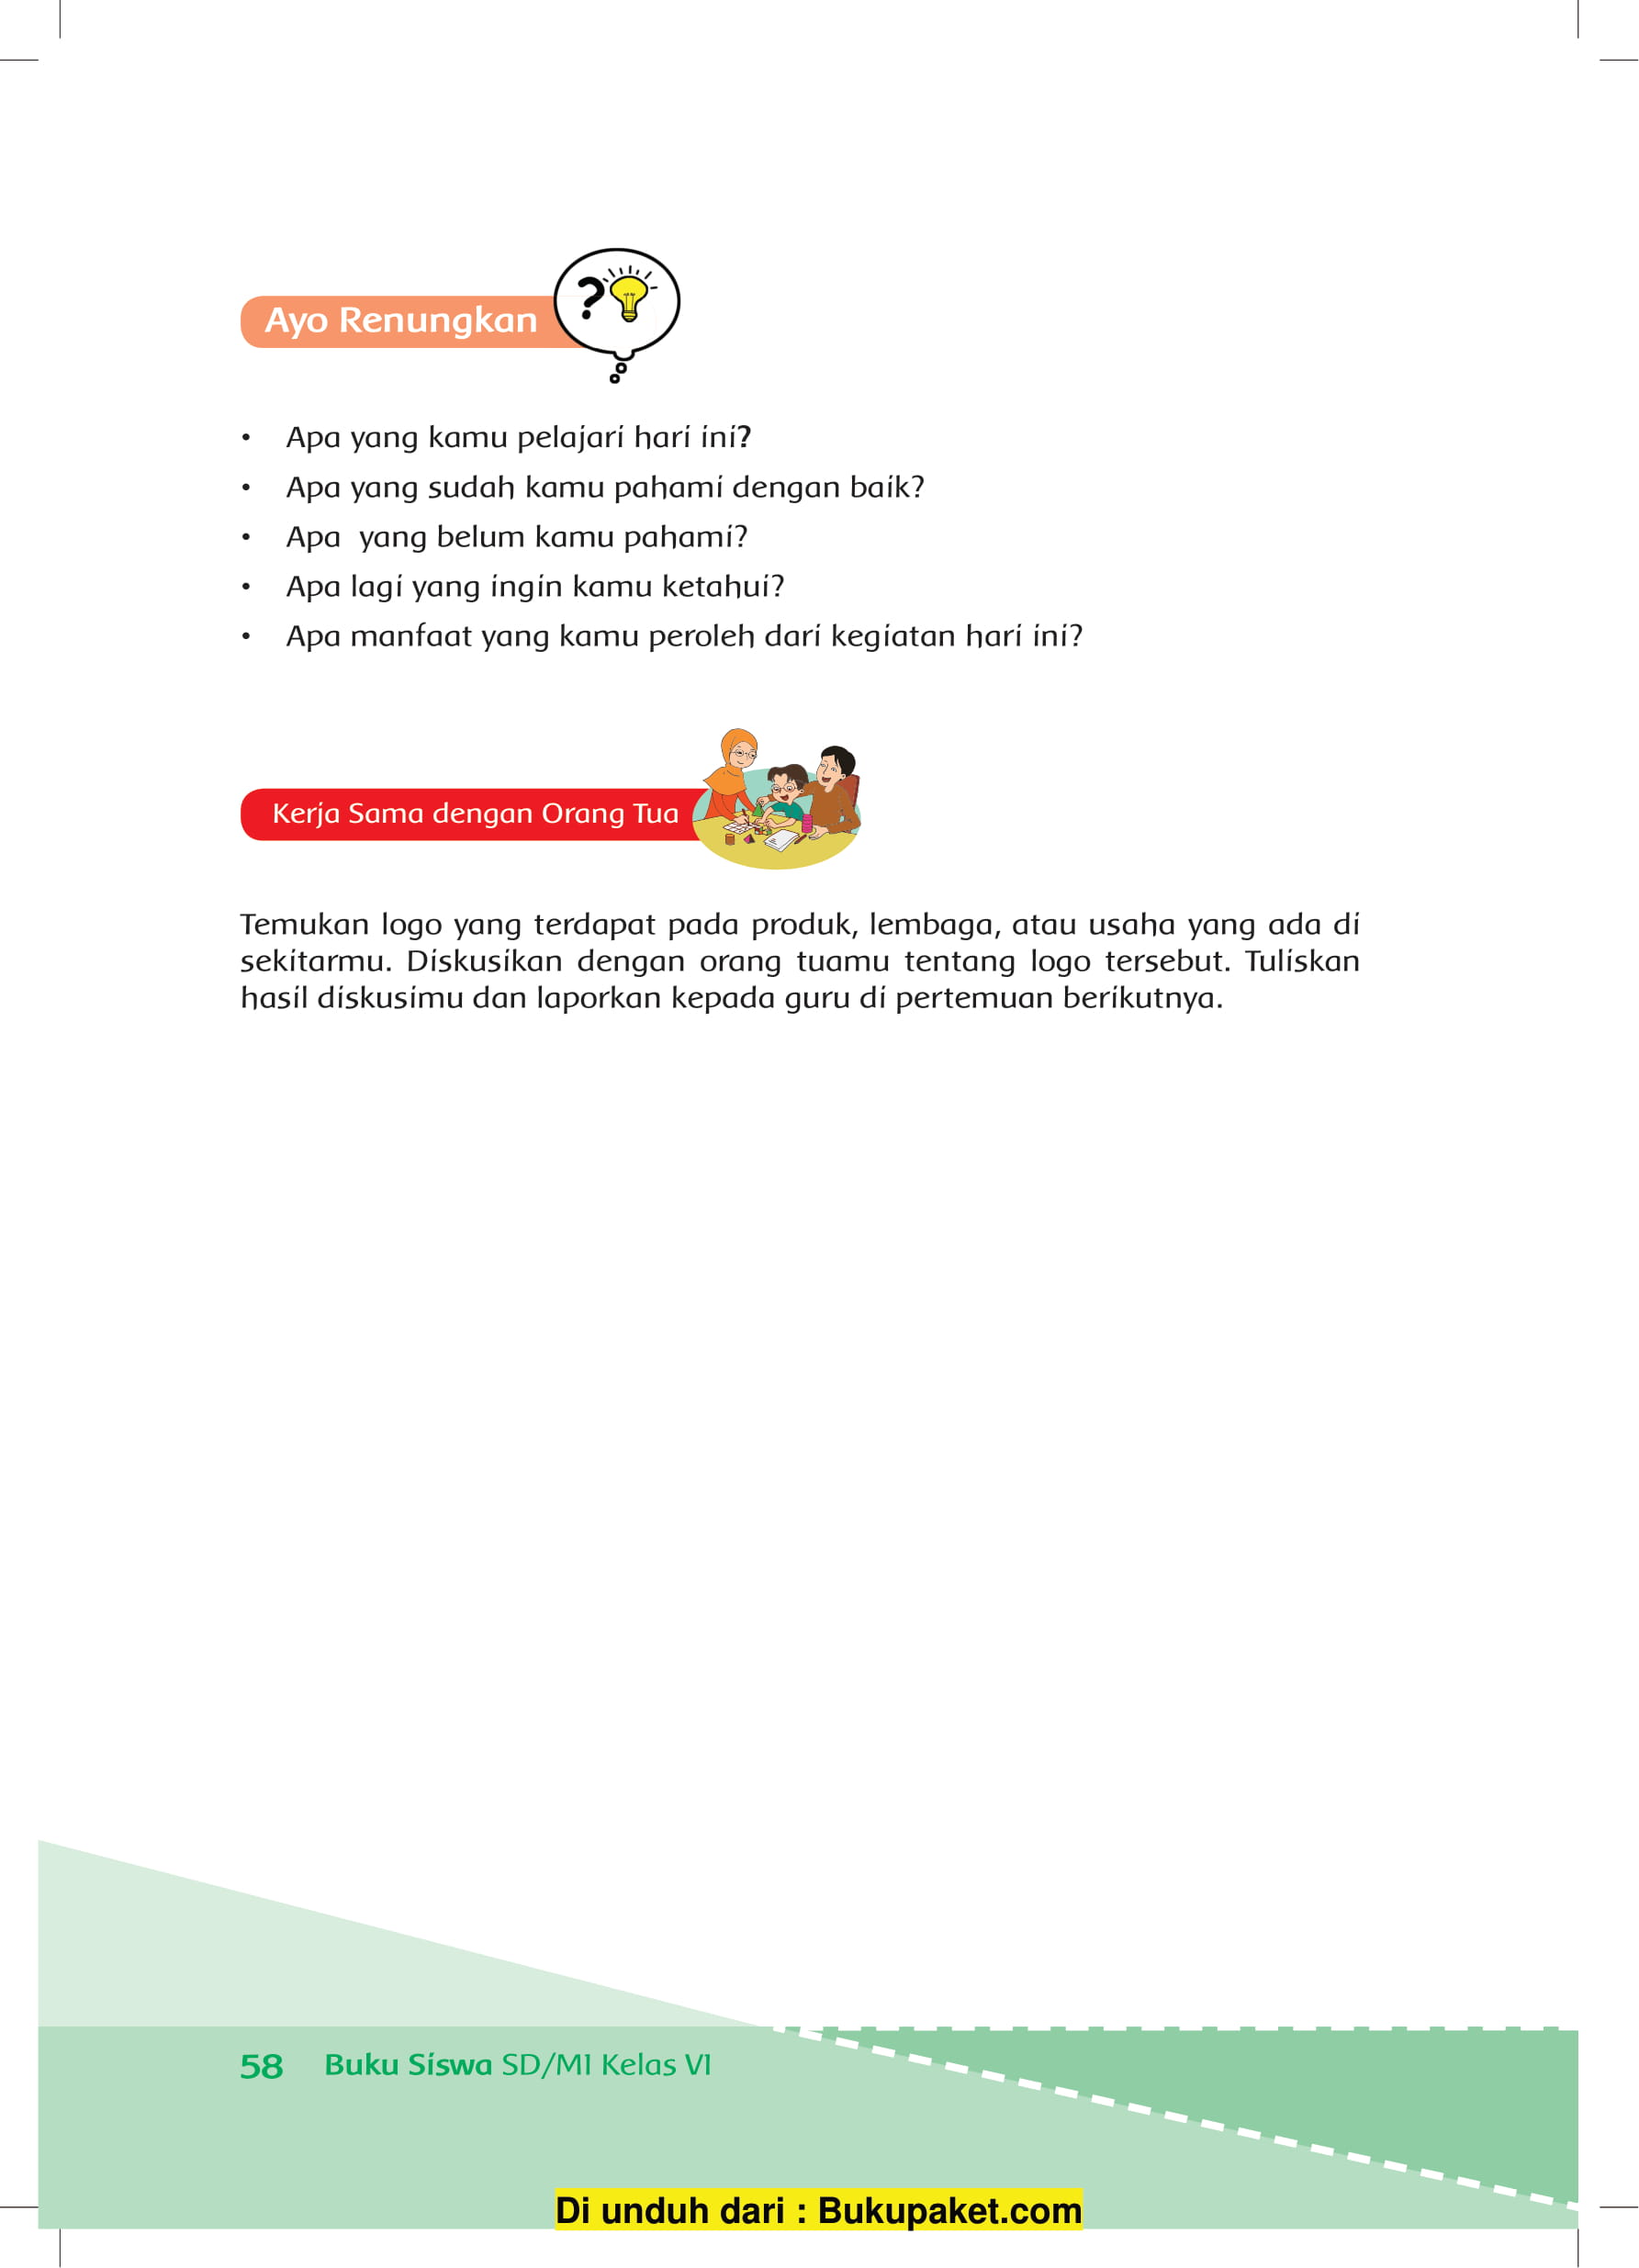 Ayo Renungkan
?
• Apa yang kamu pelajari hari ini?
• Apa yang sudah kamu pahami dengan baik?
• Apa  yang belum kamu pahami?
• Apa lagi yang ingin kamu ketahui?
• Apa manfaat yang kamu peroleh dari kegiatan hari ini?
Kerja Sama dengan Orang Tua
Temukan logo yang terdapat pada produk, lembaga, atau usaha yang ada di
sekitarmu. Diskusikan dengan orang tuamu tentang logo tersebut. Tuliskan
hasil diskusimu dan laporkan kepada guru di pertemuan berikutnya.
58 Buku Siswa SD/MI Kelas VI
Di unduh dari : Bukupaket.com